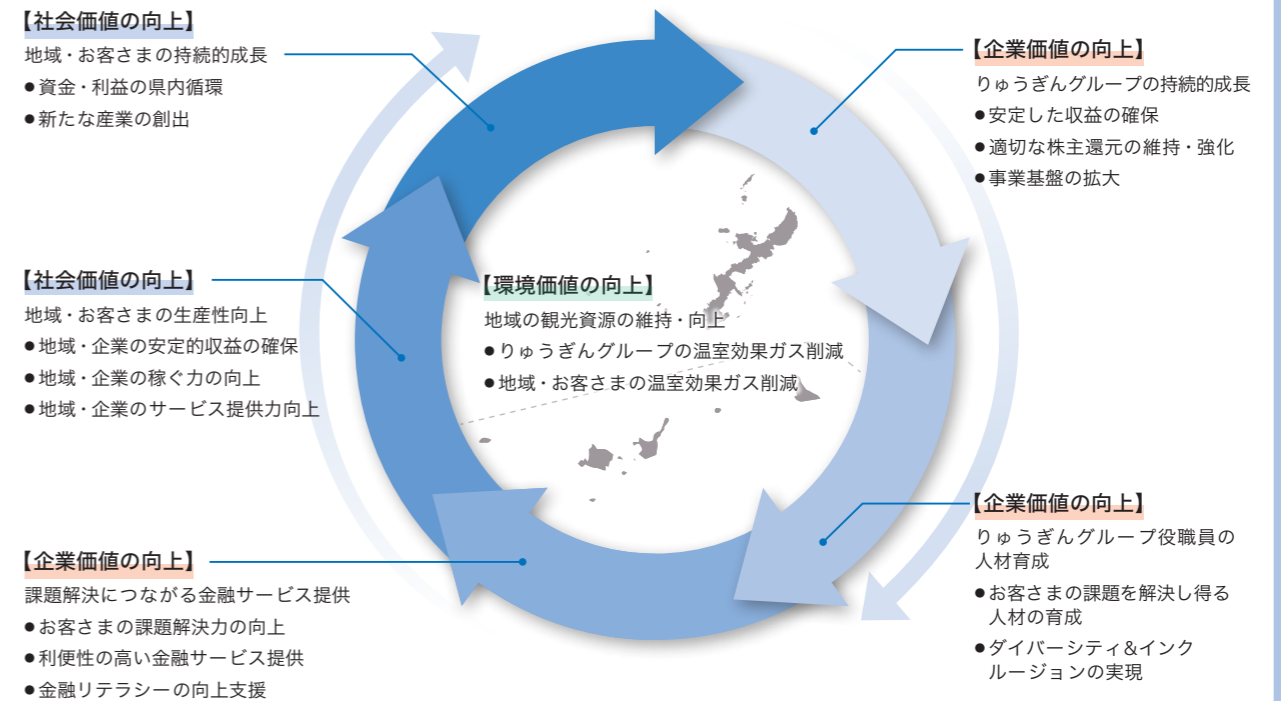 【社会価値の向上】
地域・お客さまの持続的成長
●資金・利益の県内循環
●新たな産業の創出
【企業価値の向上】
りゅうぎんグループの持続的成長
●安定した収益の確保
●適切な株主還元の維持・強化
●事業基盤の拡大
【社会価値の向上】
地域・お客さまの生産性向上
●地域・企業の安定的収益の確保
●地域・企業の稼ぐ力の向上
●地域・企業のサービス提供力向上
【環境価値の向上】
地域の観光資源の維持・向上
●りゅうぎんグループの温室効果ガス削減
●地域・お客さまの温室効果ガス削減
【企業価値の向上】
りゅうぎんグループ役職員の
人材育成
●お客さまの課題を解決し得る
人材の育成
●ダイバーシティ&インク
ルージョンの実現
【企業価値の向上】
課題解決につながる金融サービス提供
●お客さまの課題解決力の向上
●利便性の高い金融サービス提供
●金融リテラシーの向上支援